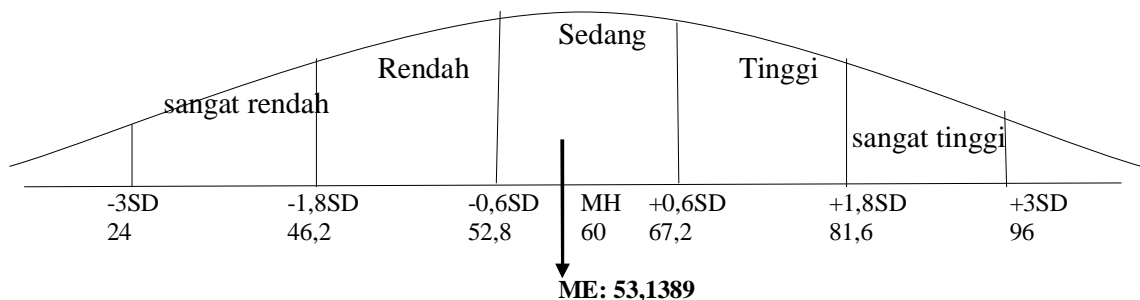 Sedang
Rendah Tinggi
sangat rendah
sangat tinggi
-3SD -1,8SD -0,6SD MH +0,6SD +1,8SD +3SD
24 46,2 52,8 60 67,2 81,6 96
ME: 53,1389